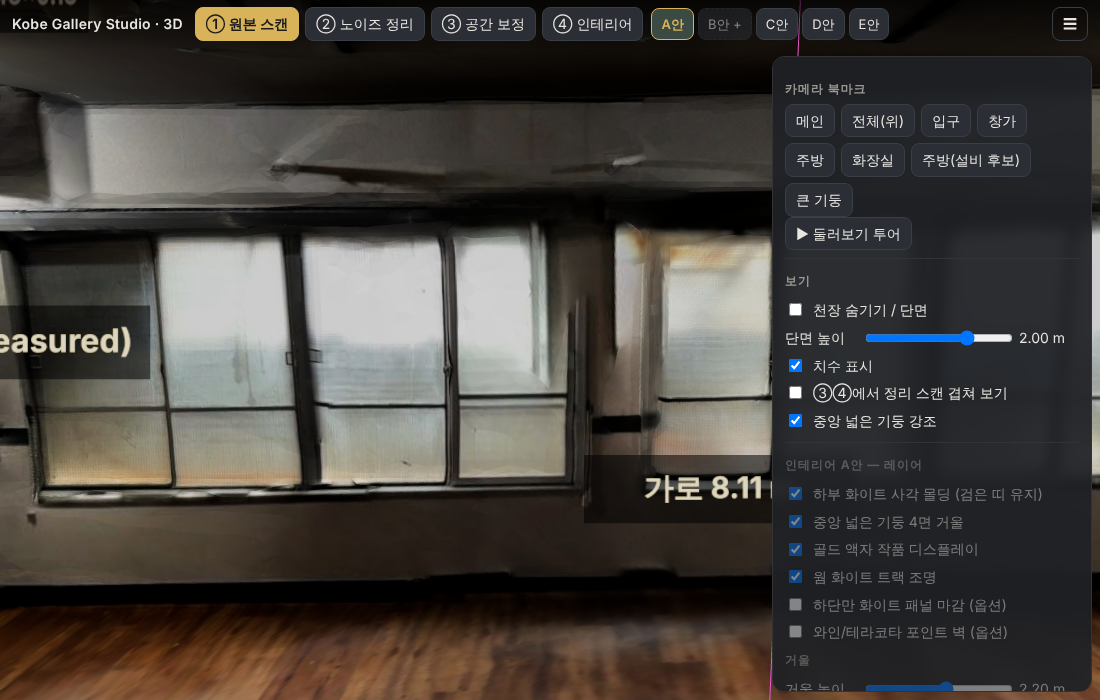 Kobe Gallery Studio · 3D
① 원본 스캔
② 노이즈 정리
③ 공간 보정
④ 인테리어
A안
B안 +
C안
D안
E안
☰
카메라 북마크
메인
전체(위)
입구
창가
주방
화장실
주방(설비 후보)
큰 기둥
▶ 둘러보기 투어
보기
천장 숨기기 / 단면
단면 높이 2.00 m
치수 표시
③④에서 정리 스캔 겹쳐 보기
중앙 넓은 기둥 강조
인테리어 A안 — 레이어
하부 화이트 사각 몰딩 (검은 띠 유지)
중앙 넓은 기둥 4면 거울
골드 액자 작품 디스플레이
웜 화이트 트랙 조명
하단만 화이트 패널 마감 (옵션)
와인/테라코타 포인트 벽 (옵션)
거울
거울 높이 2.20 m
easured)
가로 8.11